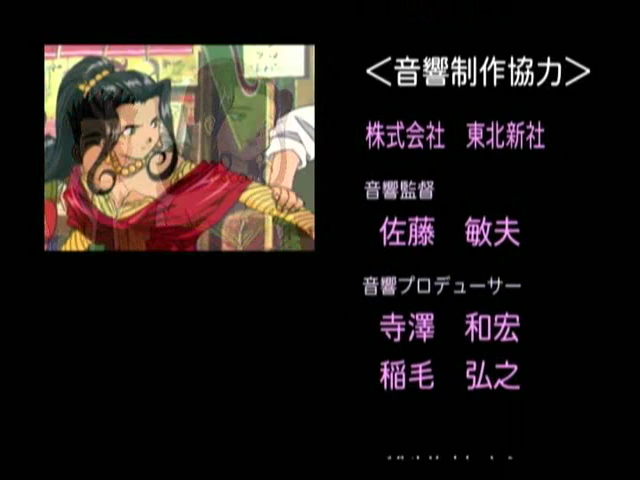 ＜音響制作協力＞
株式会社　東北新社
音響監督
佐藤　敏夫
音響プロデューサー
寺澤　和宏
稲毛　弘之